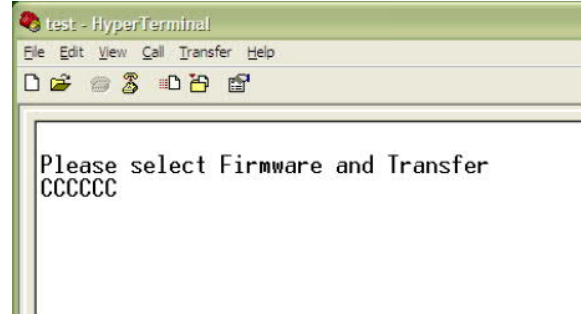 test - HyperTerminal
File Edit View Call Transfer Help
Please select Firmware and Transfer
CCCCCC